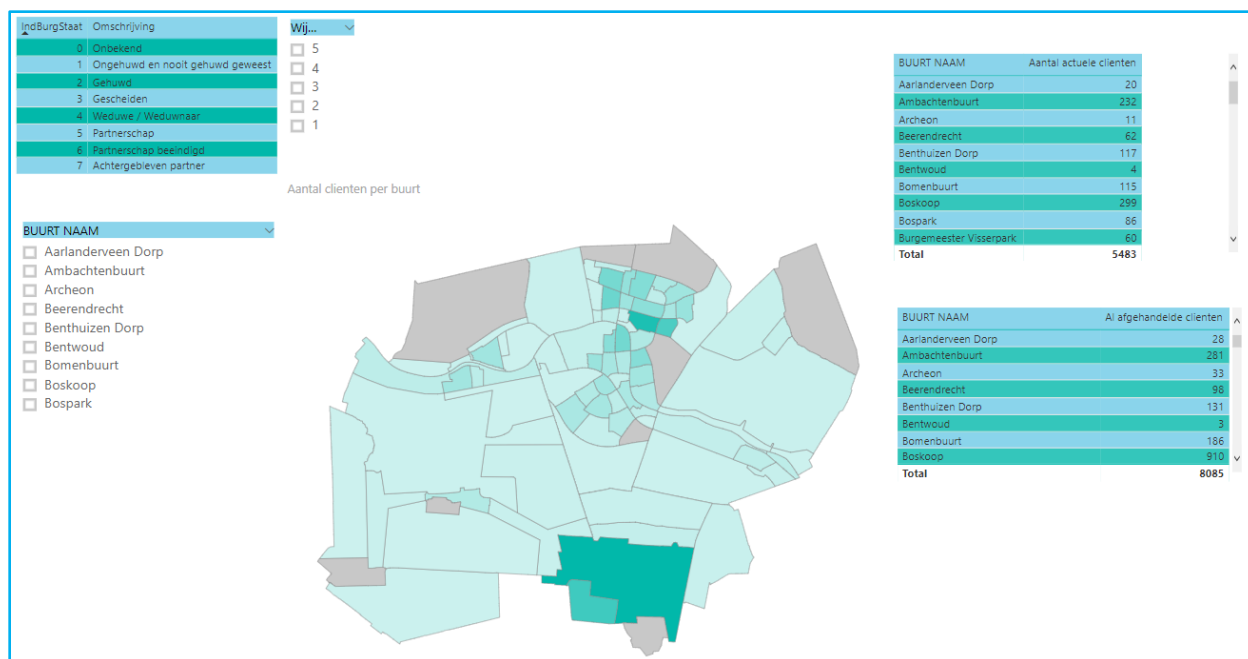 IndBurgStaat Omschrijving
0 Onbekend
1 Ongehuwd en nooit gehuwd geweest
2 Gehuwd
3 Gescheiden
4 Weduwe / Weduwnaar
5 Partnerschap
6 Partnerschap beeindigd
7 Achtergebleven partner
Wij...
5
4
3
2
1
Aantal clienten per buurt
BUURT NAAM
Aarlanderveen Dorp
Ambachtenbuurt
Archeon
Beerendrecht
Benthuizen Dorp
Bentwoud
Bomenbuurt
Boskoop
Bospark
BUURT NAAM Aantal actuele clienten
Aarlanderveen Dorp 20
Ambachtenbuurt 232
Archeon 11
Beerendrecht 62
Benthuizen Dorp 117
Bentwoud 4
Bomenbuurt 115
Boskoop 299
Bospark 86
Burgemeester Visserpark 60
Total 5483
BUURT NAAM Al afgehandelde clienten
Aarlanderveen Dorp 28
Ambachtenbuurt 281
Archeon 33
Beerendrecht 98
Benthuizen Dorp 131
Bentwoud 3
Bomenbuurt 186
Boskoop 910
Total 8085